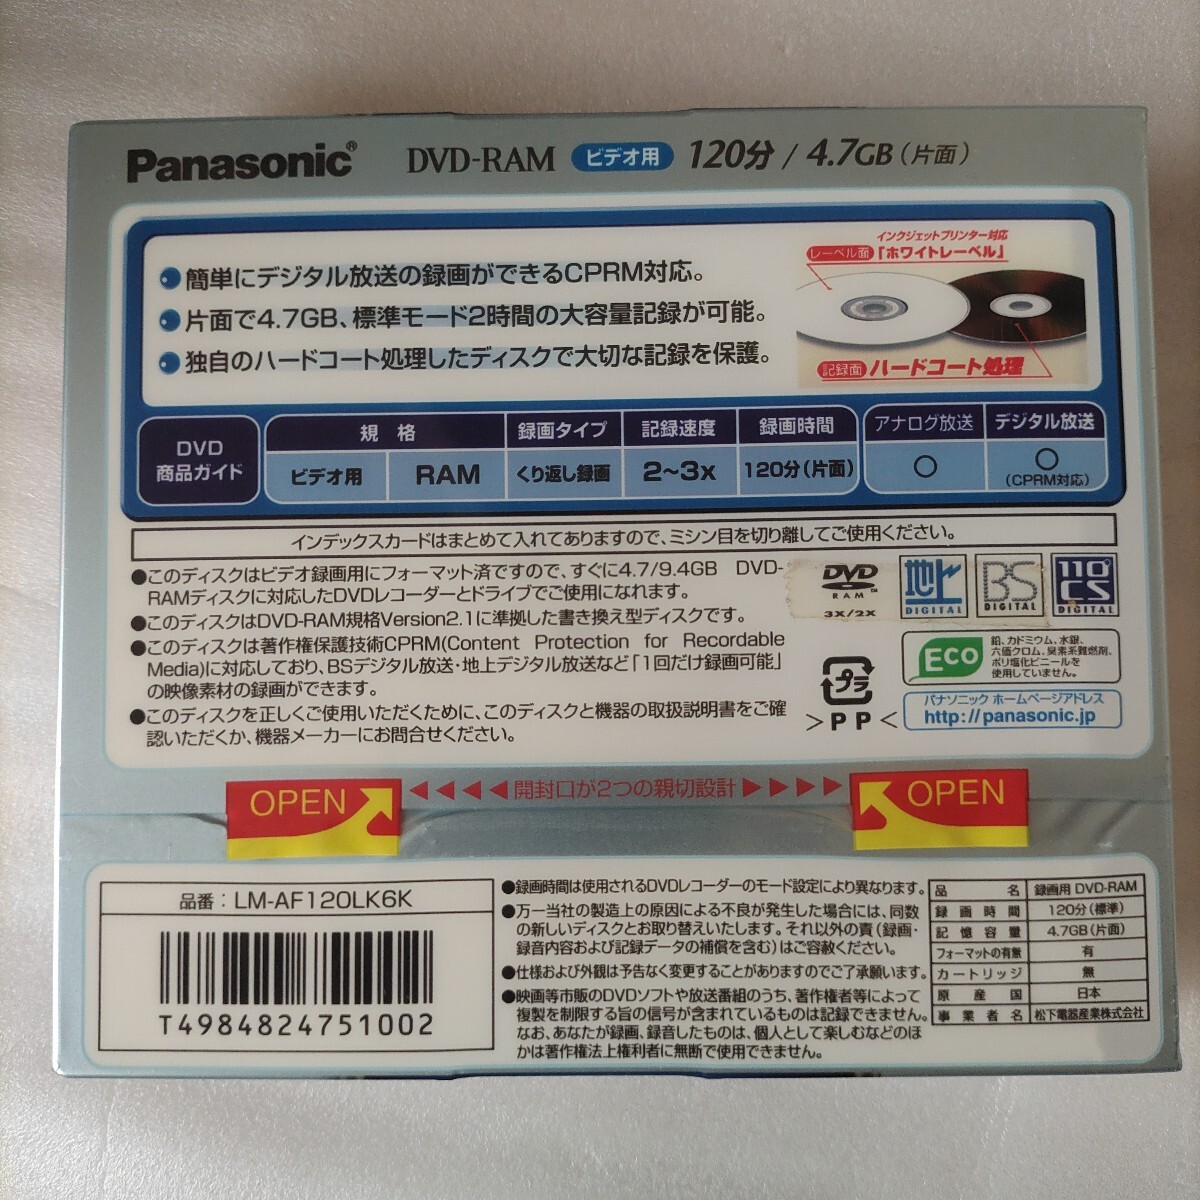 Panasonic® DVD-RAM ビデオ用 120分 / 4.7GB(片面)
●簡単にデジタル放送の録画ができるCPRM対応。
●片面で4.7GB、標準モード2時間の大容量記録が可能。
●独自のハードコート処理したディスクで大切な記録を保護。
インクジェットプリンター対応
レーベル面「ホワイトレーベル」
記録面 ハードコート処理
DVD
商品ガイド
規 格 録画タイプ 記録速度 録画時間 アナログ放送 デジタル放送
ビデオ用 RAM くり返し録画 2〜3x 120分(片面) ○ ○
(CPRM対応)
インデックスカードはまとめて入れてありますので、ミシン目を切り離してご使用ください。
●このディスクはビデオ録画用にフォーマット済ですので、すぐに4.7/9.4GB DVD-
RAMディスクに対応したDVDレコーダーとドライブでご使用になれます。
●このディスクはDVD-RAM規格Version2.1に準拠した書き換え型ディスクです。
●このディスクは著作権保護技術CPRM(Content Protection for Recordable
Media)に対応しており、BSデジタル放送・地上デジタル放送など「1回だけ録画可能」
の映像素材の録画ができます。
●このディスクを正しくご使用いただくために、このディスクと機器の取扱説明書をご確
認いただくか、機器メーカーにお問合せください。
DVD
RAM
3X/2X
地上
DIGITAL
BS
DIGITAL
110°
CS
DIGITAL
プラ
>PP<
Eco
鉛、カドミウム、水銀、
六価クロム、臭素系難燃剤、
ポリ塩化ビニールを
使用していません。
パナソニック ホームページアドレス
http://panasonic.jp
OPEN
◀◀◀◀開封口が2つの親切設計▶▶▶▶
OPEN
品番：LM-AF120LK6K
T4984824751002
●録画時間は使用されるDVDレコーダーのモード設定により異なります。
●万一当社の製造上の原因による不良が発生した場合には、同数
の新しいディスクとお取り替えいたします。それ以外の責(録画・
録音内容および記録データの補償を含む)はご容赦ください。
●仕様および外観は予告なく変更することがありますのでご了承願います。
●映画等市販のDVDソフトや放送番組のうち、著作権者等によって
複製を制限する旨の信号が含まれているものは記録できません。
なお、あなたが録画、録音したものは、個人として楽しむなどのほ
かは著作権法上権利者に無断で使用できません。
品 名 録画用 DVD-RAM
録画時間 120分(標準)
記憶容量 4.7GB(片面)
フォーマットの有無 有
カートリッジ 無
原産国 日本
事業者名 松下電器産業株式会社